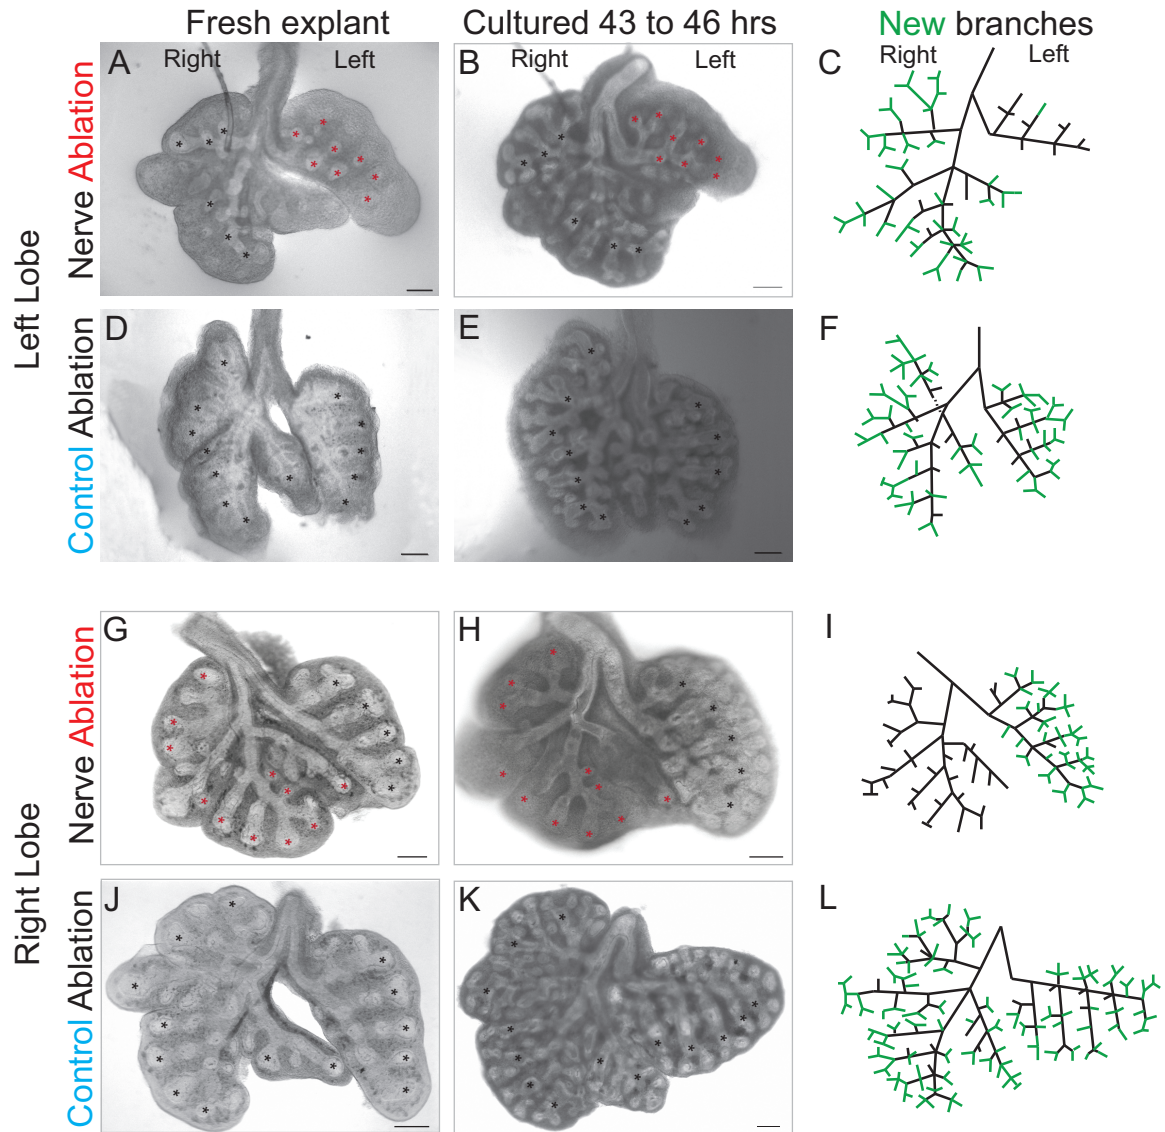 Fresh explant
Cultured 43 to 46 hrs
New branches
Left Lobe
Nerve Ablation
A
Right
Left
B
Right
Left
C
Right
Left
Control Ablation
D
E
F
Right Lobe
Nerve Ablation
G
H
I
Control Ablation
J
K
L